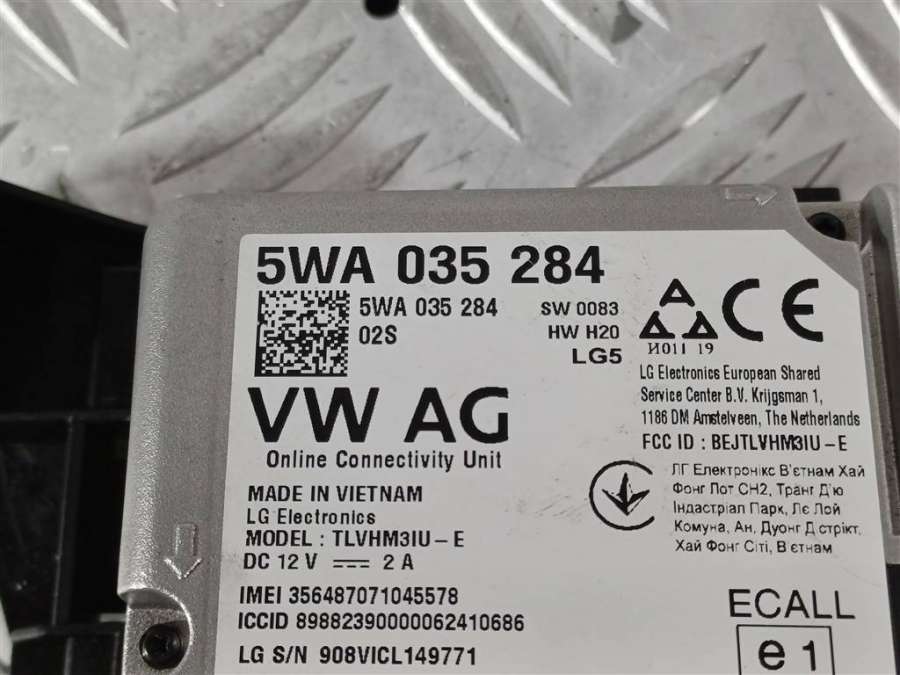 5WA 035 284
5WA 035 284
02S
SW 0083
HW H20
LG5
CE
И011 19
LG Electronics European Shared
Service Center B.V. Krijgsman 1,
1186 DM Amstelveen, The Netherlands
FCC ID : BEJTLVHM3IU-E
VW AG
Online Connectivity Unit
MADE IN VIETNAM
LG Electronics
MODEL : TLVHM3IU-E
DC 12 V 2 A
ЛГ Електронікс В'єтнам Хай
Фонг Лот CH2, Транг Д'ю
Індастріал Парк, Лє Лой
Комуна, Ан, Дуонг Дістрікт.
Хай Фонг Сіті, В'єтнам
IMEI 356487071045578
ICCID 89882390000062410686
LG S/N 908VICL149771
ECALL
e1